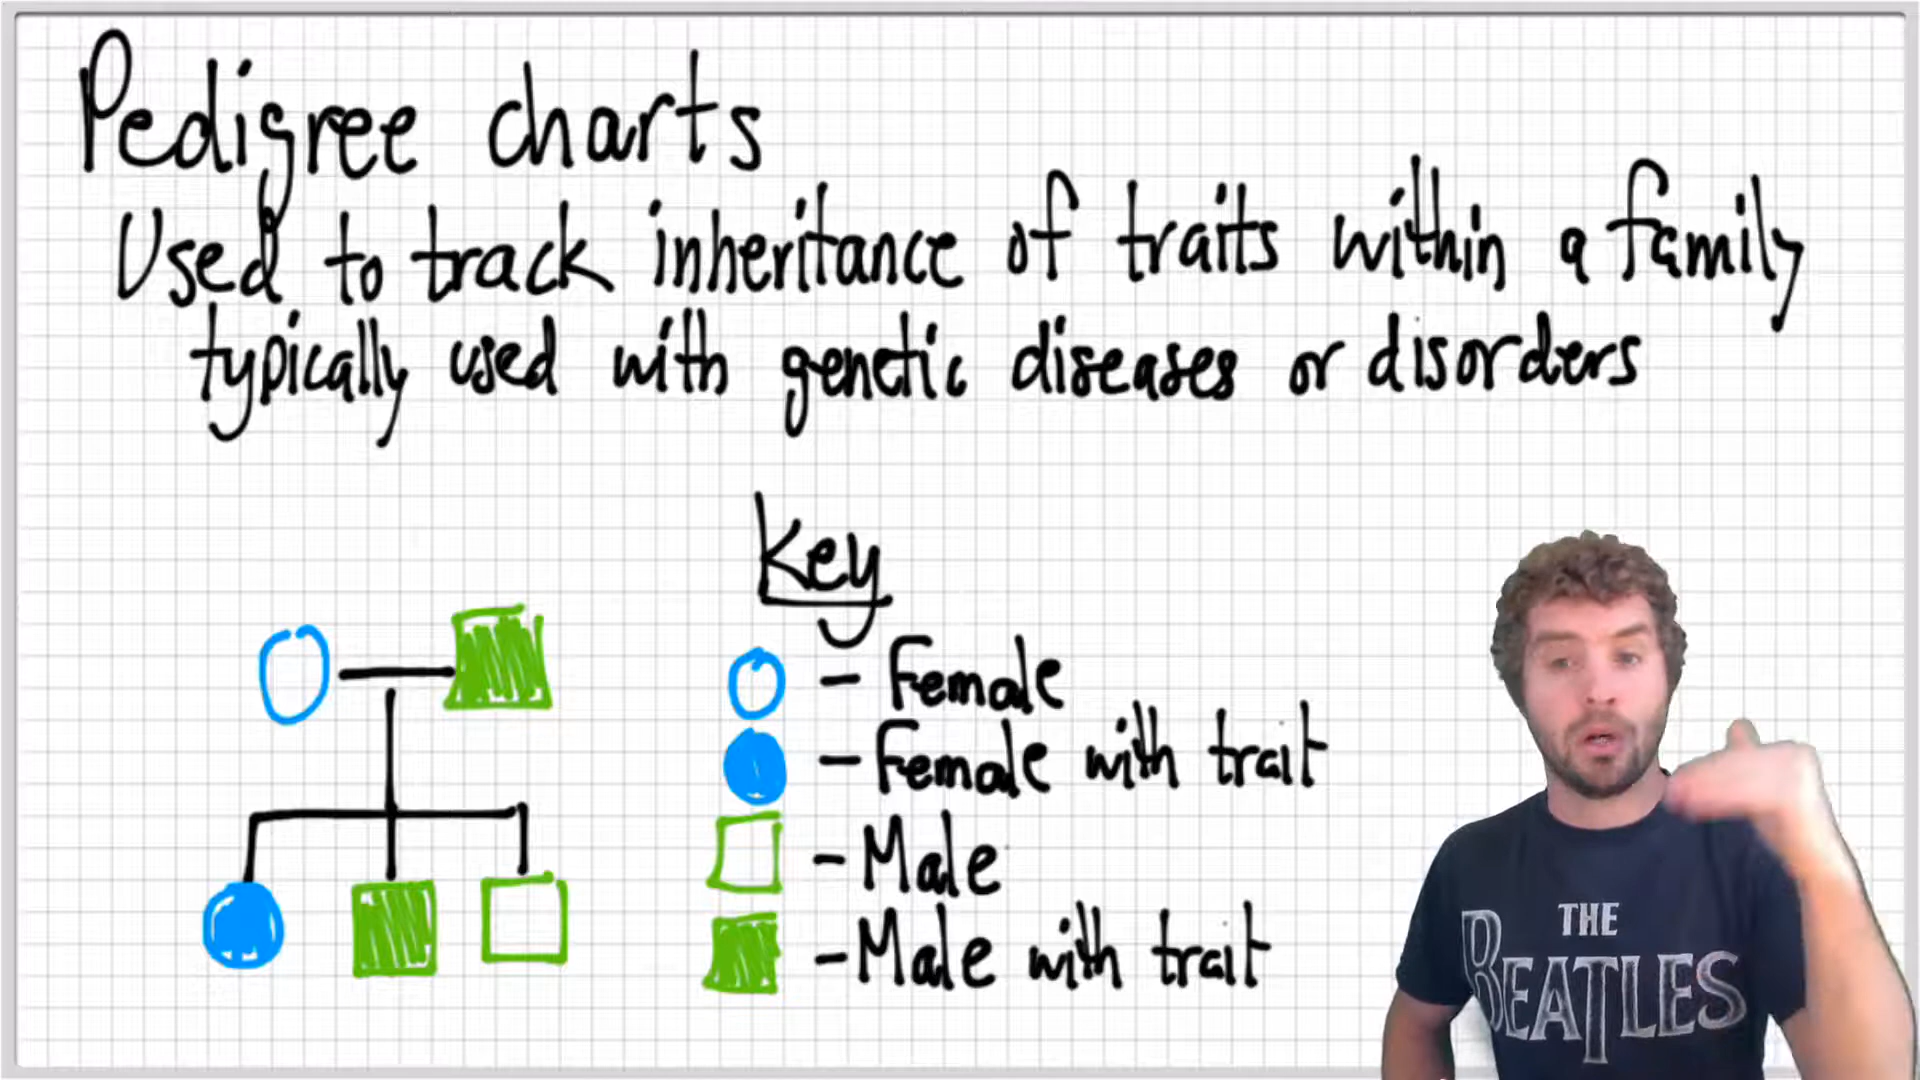 Pedigree charts
Used to track inheritance of traits within a family
typically used with genetic diseases or disorders
Key
- Female
- Female with trait
- Male
- Male with trait
THE
BEATLES